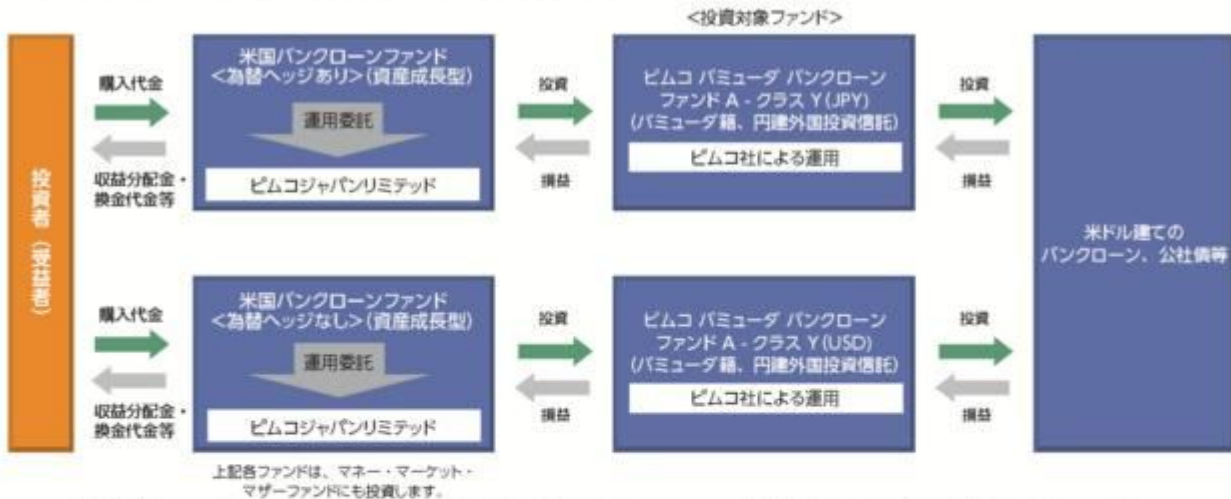 <投資対象ファンド>
投資者（受益者）
購入代金
収益分配金・
換金代金等
米国バンクローンファンド
<為替ヘッジあり>(資産成長型)
運用委託
ピムコジャパンリミテッド
投資
損益
ピムコ バミューダ バンクローン
ファンド A - クラス Y(JPY)
(バミューダ籍、円建外国投資信託)
ピムコ社による運用
投資
損益
米ドル建ての
バンクローン、公社債等
購入代金
収益分配金・
換金代金等
米国バンクローンファンド
<為替ヘッジなし>(資産成長型)
運用委託
ピムコジャパンリミテッド
投資
損益
ピムコ バミューダ バンクローン
ファンド A - クラス Y(USD)
(バミューダ籍、円建外国投資信託)
ピムコ社による運用
投資
損益
上記各ファンドは、マネー・マーケット・
マザーファンドにも投資します。